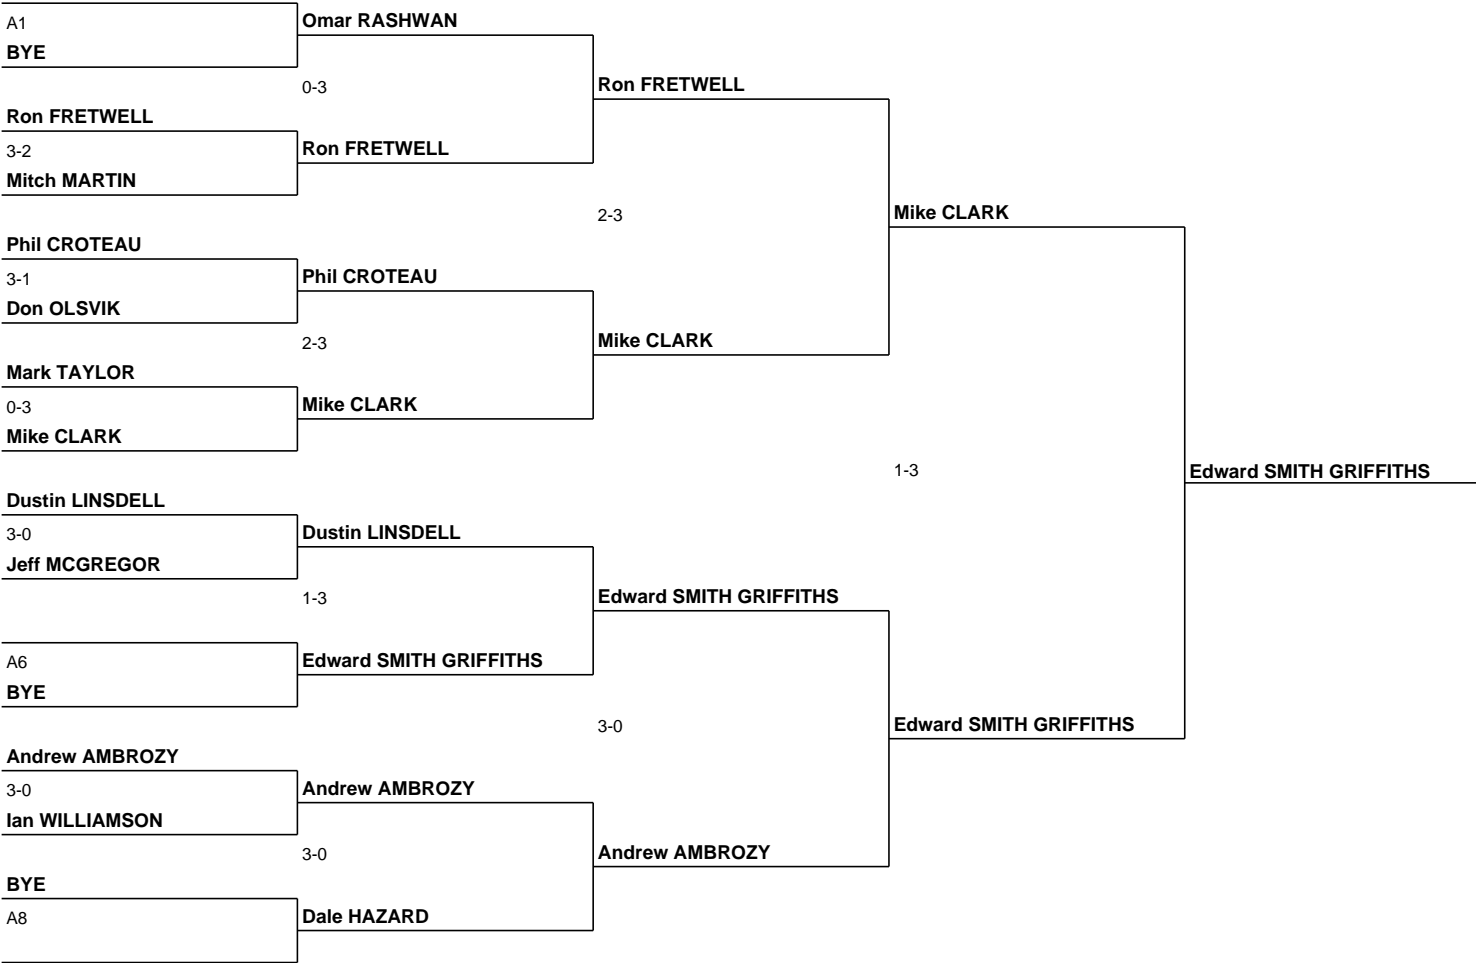 A1
BYE
Ron FRETWELL
3-2
Mitch MARTIN
Phil CROTEAU
3-1
Don OLSVIK
Mark TAYLOR
0-3
Mike CLARK
Dustin LINSDELL
3-0
Jeff MCGREGOR
A6
BYE
Andrew AMBROZY
3-0
Ian WILLIAMSON
BYE
A8
Omar RASHWAN
0-3
Ron FRETWELL
Phil CROTEAU
2-3
Mike CLARK
Dustin LINSDELL
1-3
Edward SMITH GRIFFITHS
Andrew AMBROZY
3-0
Dale HAZARD
Ron FRETWELL
2-3
Mike CLARK
Edward SMITH GRIFFITHS
3-0
Andrew AMBROZY
Mike CLARK
1-3
Edward SMITH GRIFFITHS
Edward SMITH GRIFFITHS